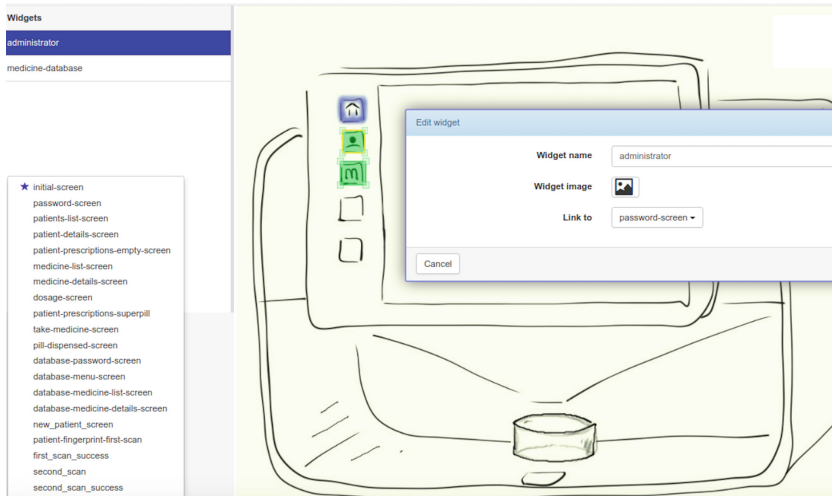 Widgets
administrator
medicine-database
initial-screen
password-screen
patients-list-screen
patient-details-screen
patient-prescriptions-empty-screen
medicine-list-screen
medicine-details-screen
dosage-screen
patient-prescriptions-superpill
take-medicine-screen
pill-dispensed-screen
database-password-screen
database-menu-screen
database-medicine-list-screen
database-medicine-details-screen
new_patient_screen
patient-fingerprint-first-scan
first_scan_success
second_scan
second_scan_success
m
Edit widget
Widget name administrator
Widget image
Link to password-screen
Cancel